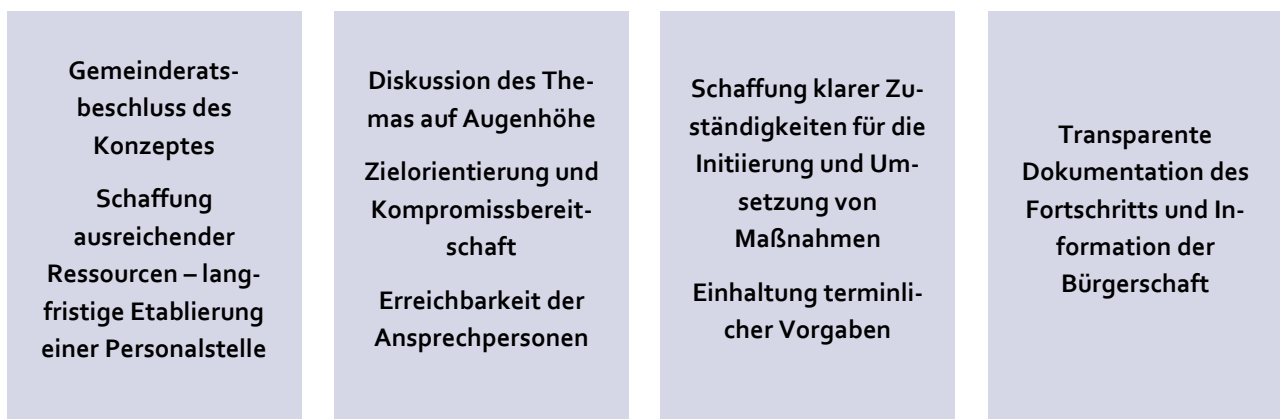 Gemeinderats-
beschluss des
Konzeptes
Schaffung
ausreichender
Ressourcen – lang-
fristige Etablierung
einer Personalstelle
Diskussion des The-
mas auf Augenhöhe
Zielorientierung und
Kompromissbereit-
schaft
Erreichbarkeit der
Ansprechpersonen
Schaffung klarer Zu-
ständigkeiten für die
Initiierung und Um-
setzung von
Maßnahmen
Einhaltung terminli-
cher Vorgaben
Transparente
Dokumentation des
Fortschritts und In-
formation der
Bürgerschaft